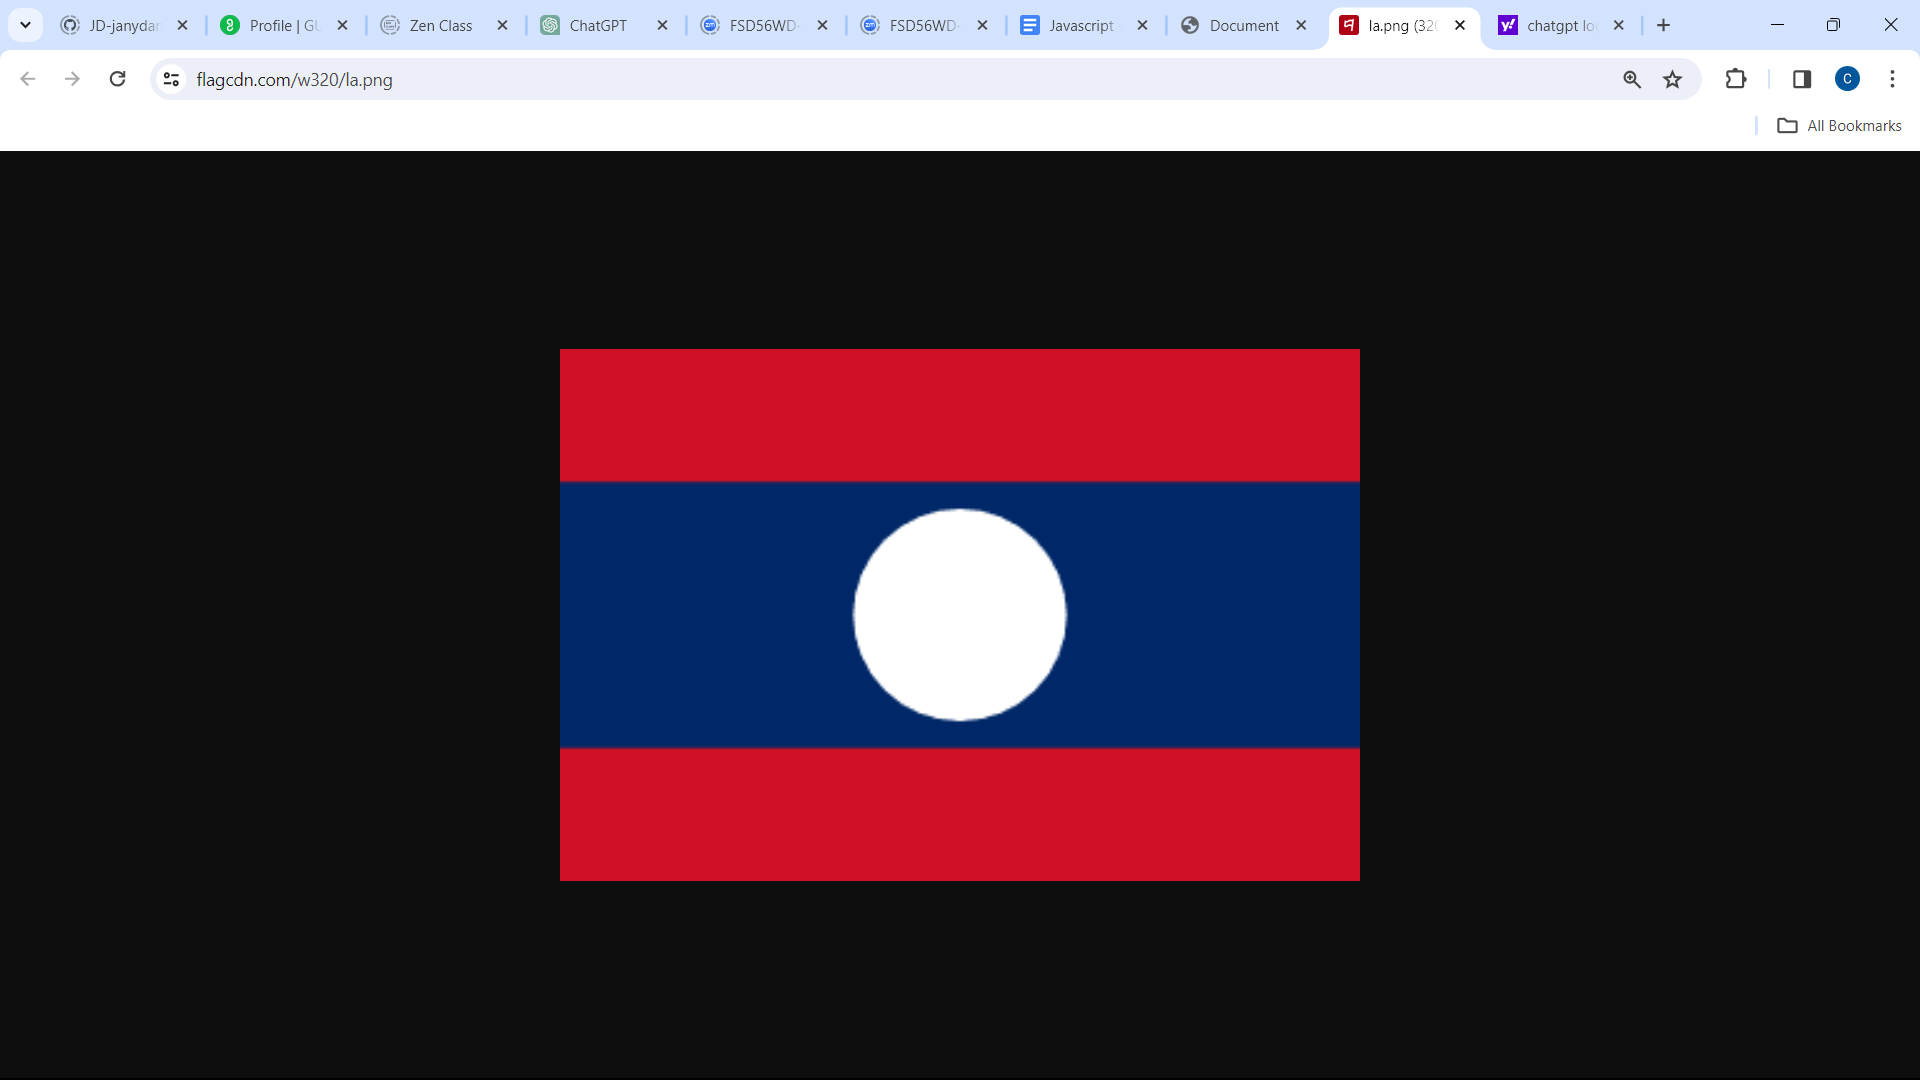 JD-janydar
Profile | GU
Zen Class
ChatGPT
FSD56WD-
FSD56WD-
Javascript -
Document
la.png (320
chatgpt lo
flagcdn.com/w320/la.png
C
All Bookmarks